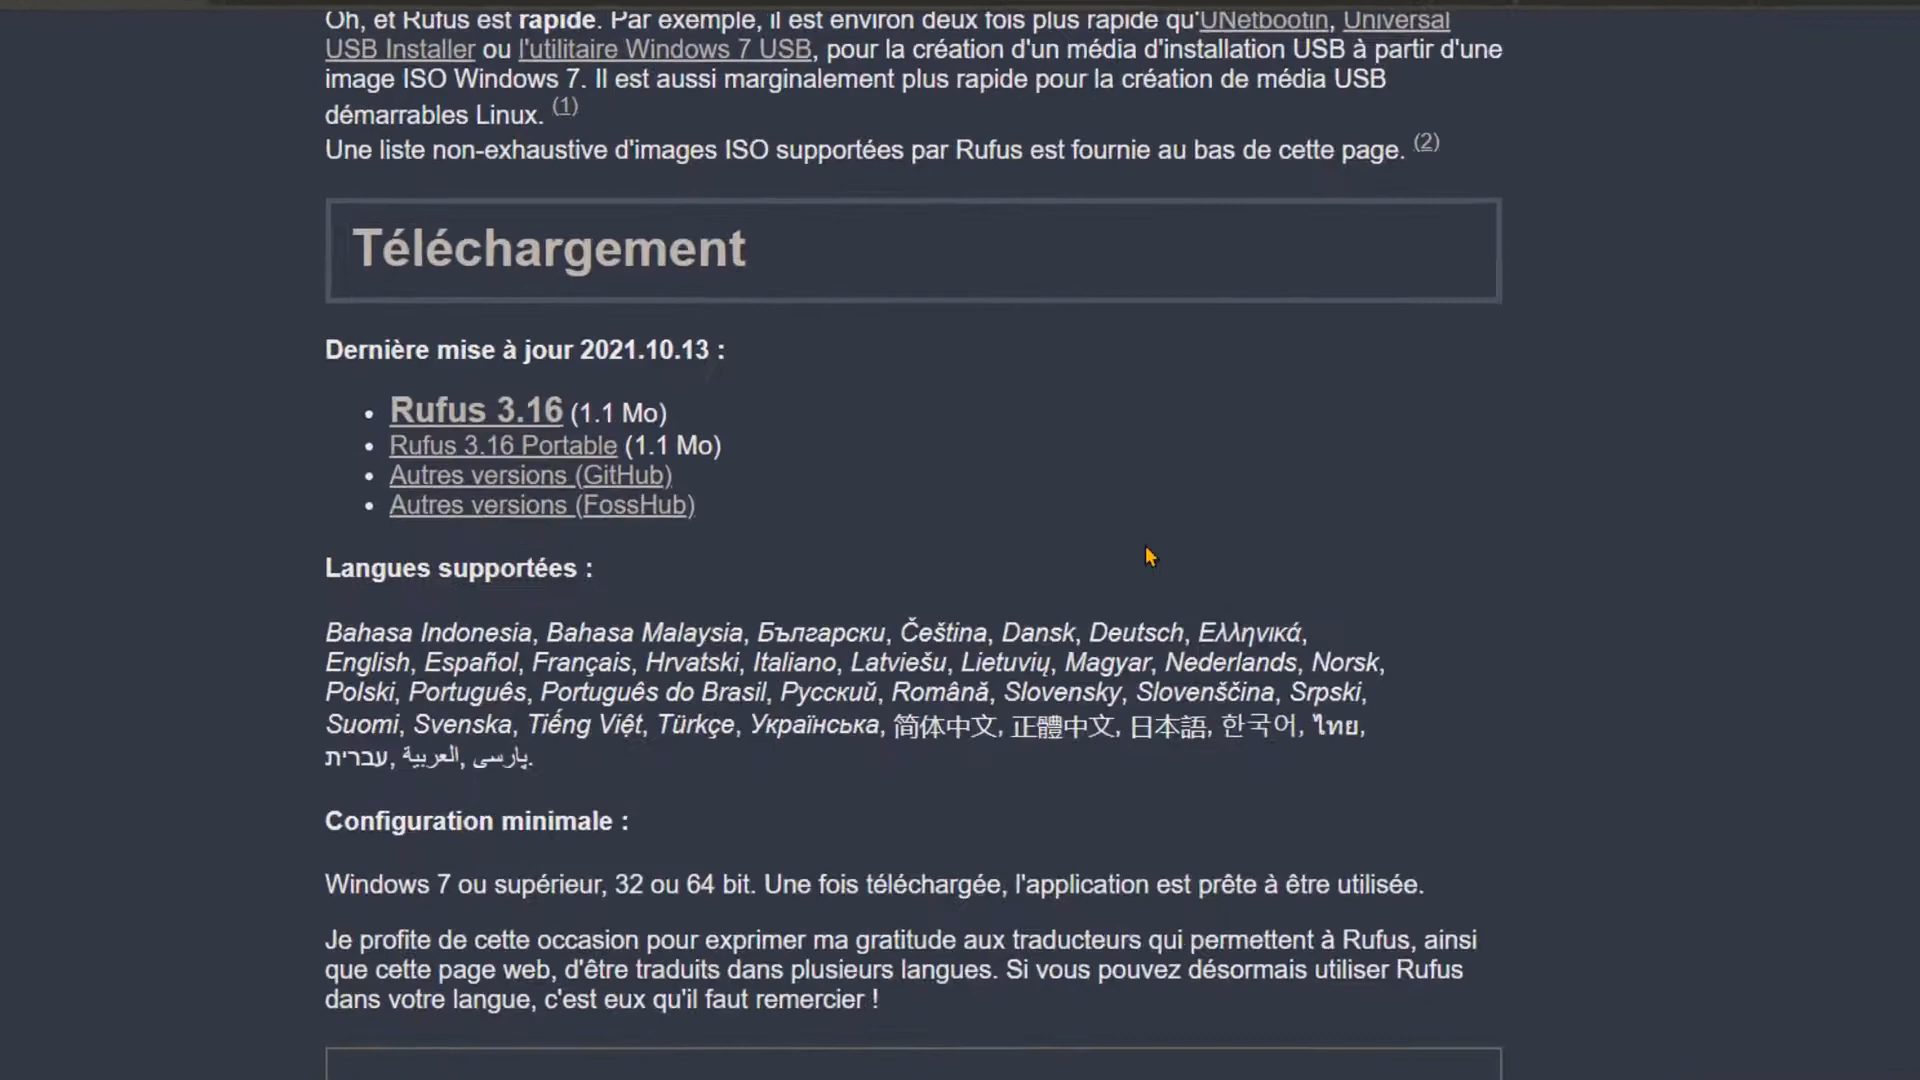 Oh, et Rufus est rapide. Par exemple, il est environ deux fois plus rapide qu'UNetbootin, Universal
USB Installer ou l'utilitaire Windows 7 USB, pour la création d'un média d'installation USB à partir d'une
image ISO Windows 7. Il est aussi marginalement plus rapide pour la création de média USB
démarrables Linux. (1)
Une liste non-exhaustive d'images ISO supportées par Rufus est fournie au bas de cette page. (2)
Téléchargement
Dernière mise à jour 2021.10.13 :
• Rufus 3.16 (1.1 Mo)
• Rufus 3.16 Portable (1.1 Mo)
• Autres versions (GitHub)
• Autres versions (FossHub)
Langues supportées :
Bahasa Indonesia, Bahasa Malaysia, Български, Čeština, Dansk, Deutsch, Ελληνικά,
English, Español, Français, Hrvatski, Italiano, Latviešu, Lietuvių, Magyar, Nederlands, Norsk,
Polski, Português, Português do Brasil, Русский, Română, Slovensky, Slovenščina, Srpski,
Suomi, Svenska, Tiếng Việt, Türkçe, Українська, 简体中文, 正體中文, 日本語, 한국어, ไทย,
עברית, العربية, پارسی.
Configuration minimale :
Windows 7 ou supérieur, 32 ou 64 bit. Une fois téléchargée, l'application est prête à être utilisée.
Je profite de cette occasion pour exprimer ma gratitude aux traducteurs qui permettent à Rufus, ainsi
que cette page web, d'être traduits dans plusieurs langues. Si vous pouvez désormais utiliser Rufus
dans votre langue, c'est eux qu'il faut remercier !